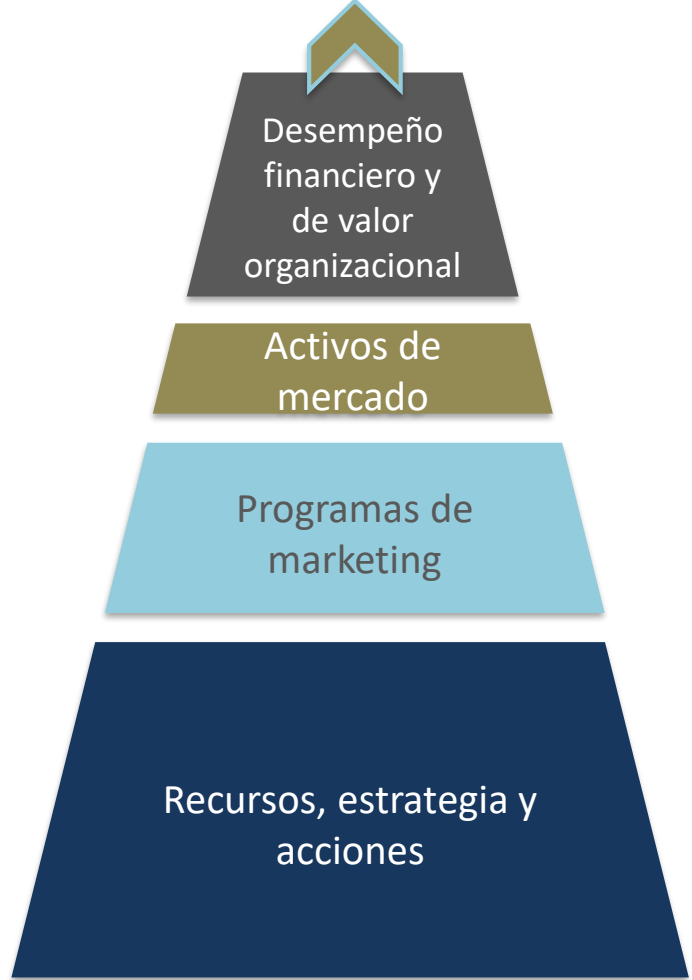 Desempeño
financiero y
de valor
organizacional
Activos de
mercado
Programas de
marketing
Recursos, estrategia y
acciones